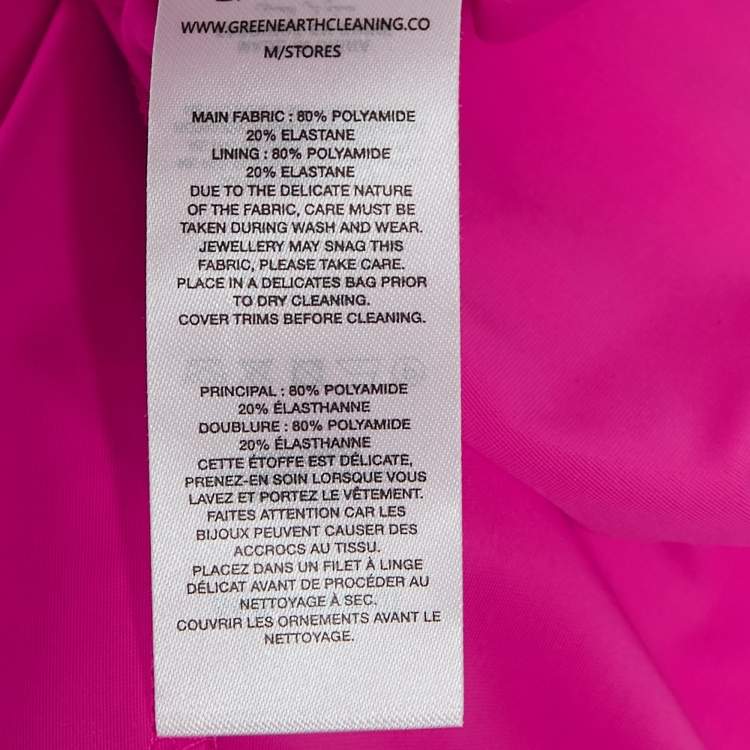 WWW.GREENEARTHCLEANING.CO
M/STORES
MAIN FABRIC : 80% POLYAMIDE
20% ELASTANE
LINING : 80% POLYAMIDE
20% ELASTANE
DUE TO THE DELICATE NATURE
OF THE FABRIC, CARE MUST BE
TAKEN DURING WASH AND WEAR.
JEWELLERY MAY SNAG THIS
FABRIC, PLEASE TAKE CARE.
PLACE IN A DELICATES BAG PRIOR
TO DRY CLEANING.
COVER TRIMS BEFORE CLEANING.
PRINCIPAL : 80% POLYAMIDE
20% ÉLASTHANNE
DOUBLURE : 80% POLYAMIDE
20% ÉLASTHANNE
CETTE ÉTOFFE EST DÉLICATE,
PRENEZ-EN SOIN LORSQUE VOUS
LAVEZ ET PORTEZ LE VÊTEMENT.
FAITES ATTENTION CAR LES
BIJOUX PEUVENT CAUSER DES
ACCROCS AU TISSU.
PLACEZ DANS UN FILET À LINGE
DÉLICAT AVANT DE PROCÉDER AU
NETTOYAGE À SEC.
COUVRIR LES ORNEMENTS AVANT LE
NETTOYAGE.